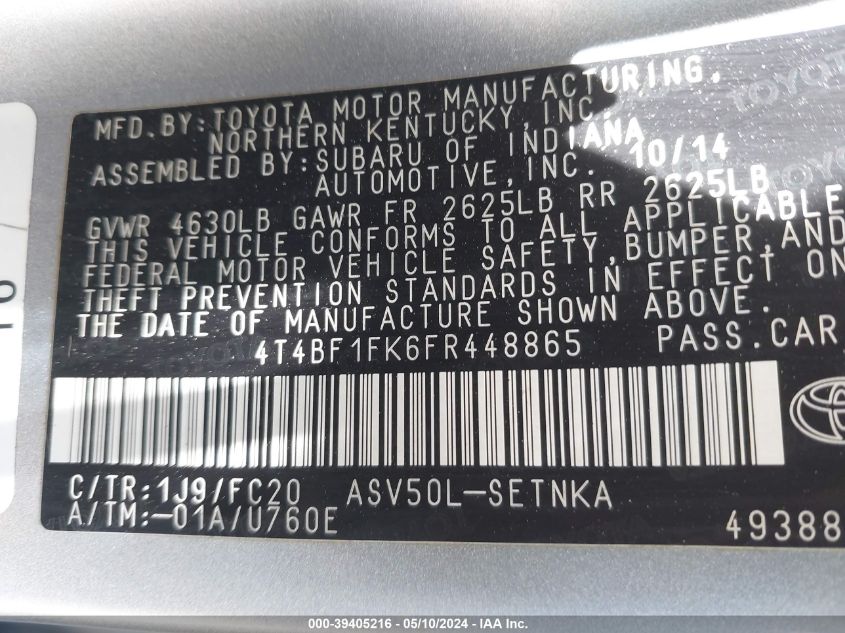 MFD.BY:TOYOTA MOTOR MANUFACTURING.
NORTHERN KENTUCKY,INC.
ASSEMBLED BY:SUBARU OF INDIANA
AUTOMOTIVE,INC. 10/14
GVWR 4630LB GAWR FR 2625LB RR 2625LB
THIS VEHICLE CONFORMS TO ALL APPLICABLE
FEDERAL MOTOR VEHICLE SAFETY,BUMPER,AND
THEFT PREVENTION STANDARDS IN EFFECT ON
THE DATE OF MANUFACTURE SHOWN ABOVE.
4T4BF1FK6FR448865 PASS.CAR
C/TR:1J9/FC20 ASV50L-SETNKA
A/TM:-01A/U760E
49388
000-39405216 - 05/10/2024 - IAA Inc.